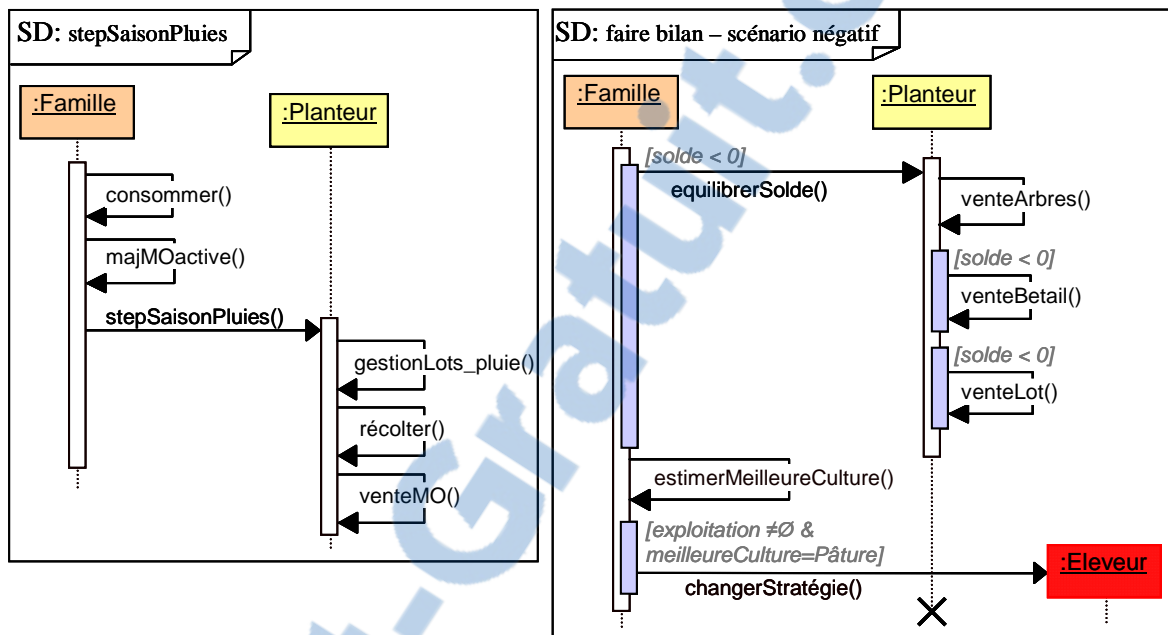 SD: stepSaisonPluies
:Famille
:Planteur
consommer()
majMOactive()
stepSaisonPluies()
gestionLots_pluie()
récolter()
venteMO()
SD: faire bilan – scénario négatif
:Famille
:Planteur
[solde < 0]
equilibrerSolde()
venteArbres()
[solde < 0]
venteBetail()
[solde < 0]
venteLot()
estimerMeilleureCulture()
[exploitation ≠Ø &
meilleureCulture=Pâture]
changerStratégie()
:Eleveur